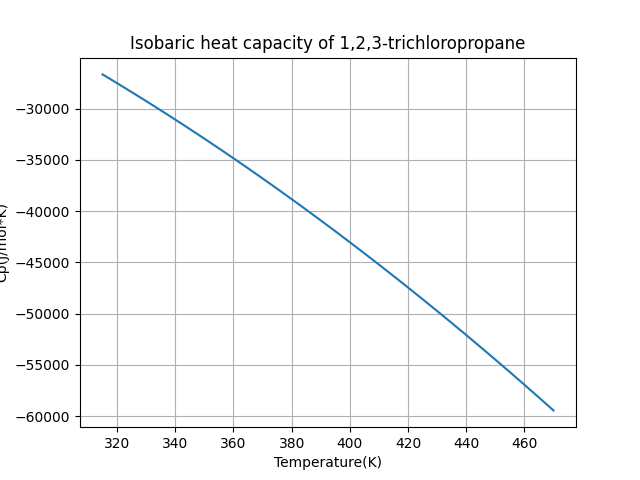 Isobaric heat capacity of 1,2,3-trichloropropane
−30000
−35000
−40000
−45000
−50000
−55000
−60000
Cp(J/mol*K)
320 340 360 380 400 420 440 460
Temperature(K)